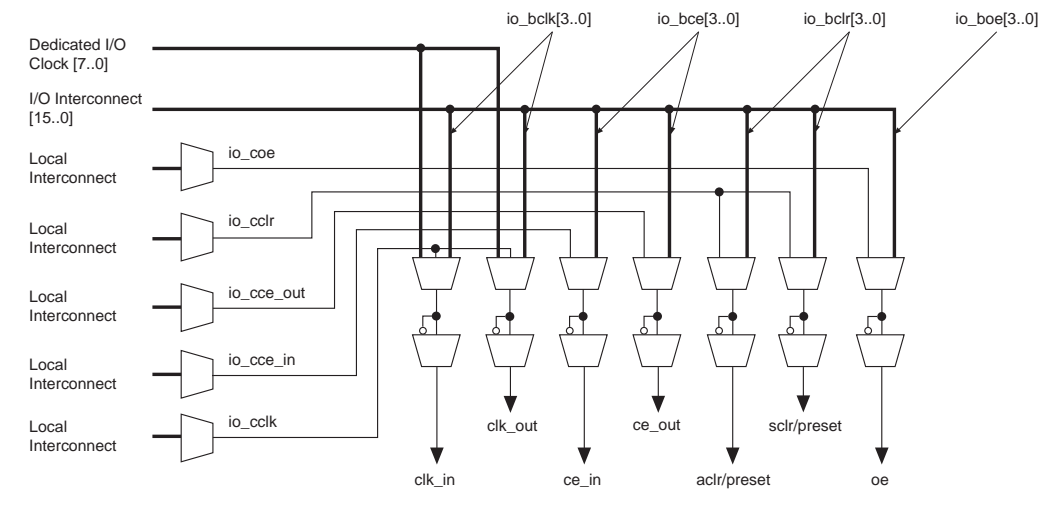 io_bclk[3..0] io_bce[3..0] io_bclr[3..0] io_boe[3..0]
Dedicated I/O
Clock [7..0]
I/O Interconnect
[15..0]
Local
Interconnect
io_coe
Local
Interconnect
io_cclr
Local
Interconnect
io_cce_out
Local
Interconnect
io_cce_in
Local
Interconnect
io_cclk
clk_out ce_out sclr/preset
clk_in ce_in aclr/preset oe